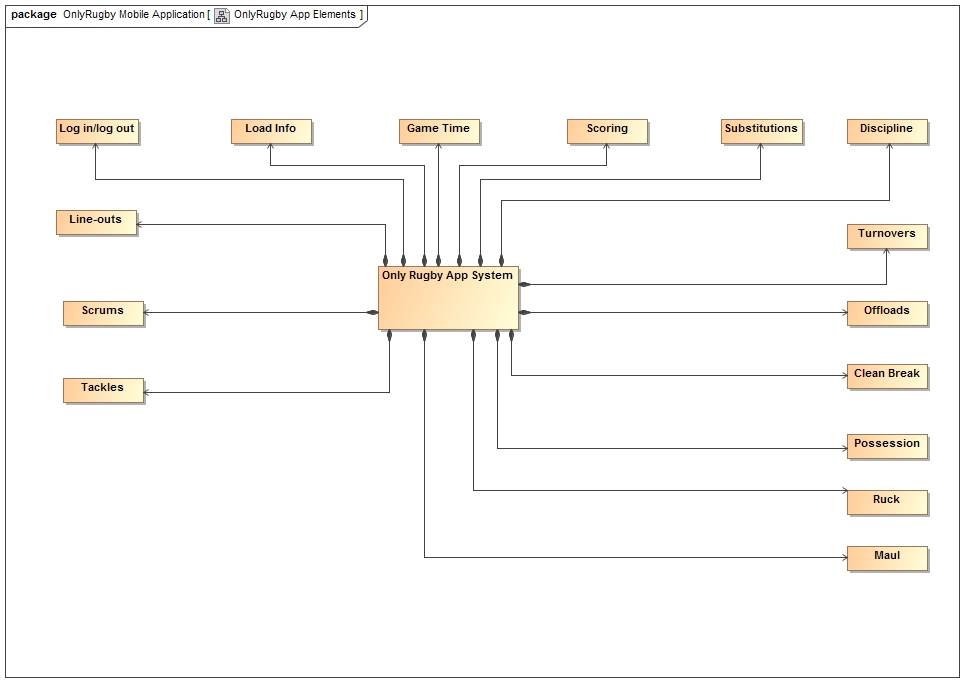 package OnlyRugby Mobile Application [ OnlyRugby App Elements ]
Log in/log out
Load Info
Game Time
Scoring
Substitutions
Discipline
Line-outs
Turnovers
Only Rugby App System
Scrums
Offloads
Tackles
Clean Break
Possession
Ruck
Maul